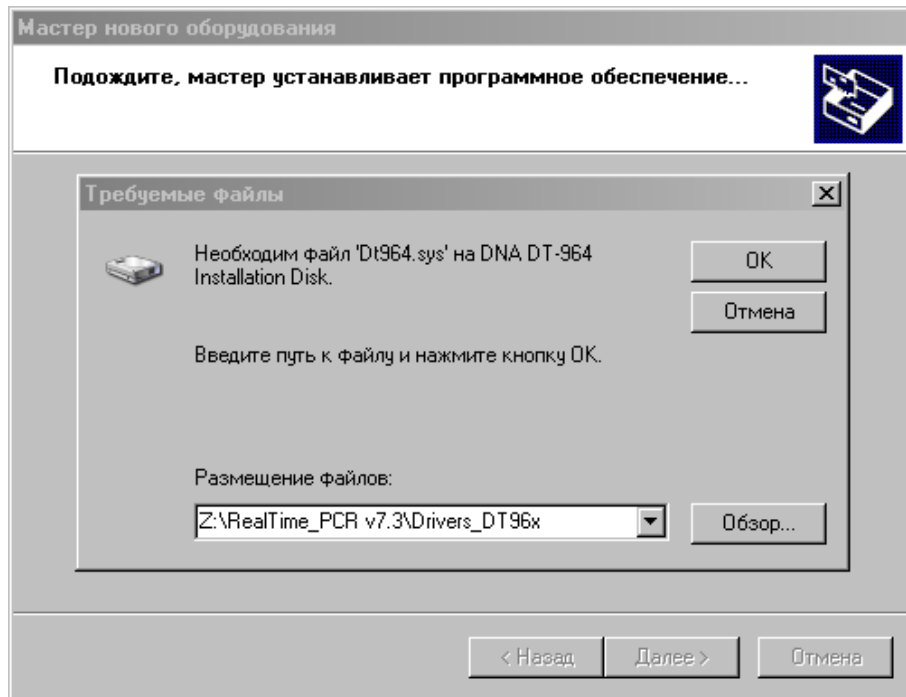 Мастер нового оборудования
Подождите, мастер устанавливает программное обеспечение...
Требуемые файлы
Необходим файл 'Dt964.sys' на DNA DT-964
Installation Disk.
OK
Отмена
Введите путь к файлу и нажмите кнопку OK.
Размещение файлов:
Z:\RealTime_PCR v7.3\Drivers_DT96x
Обзор...
< Назад
Далее >
Отмена